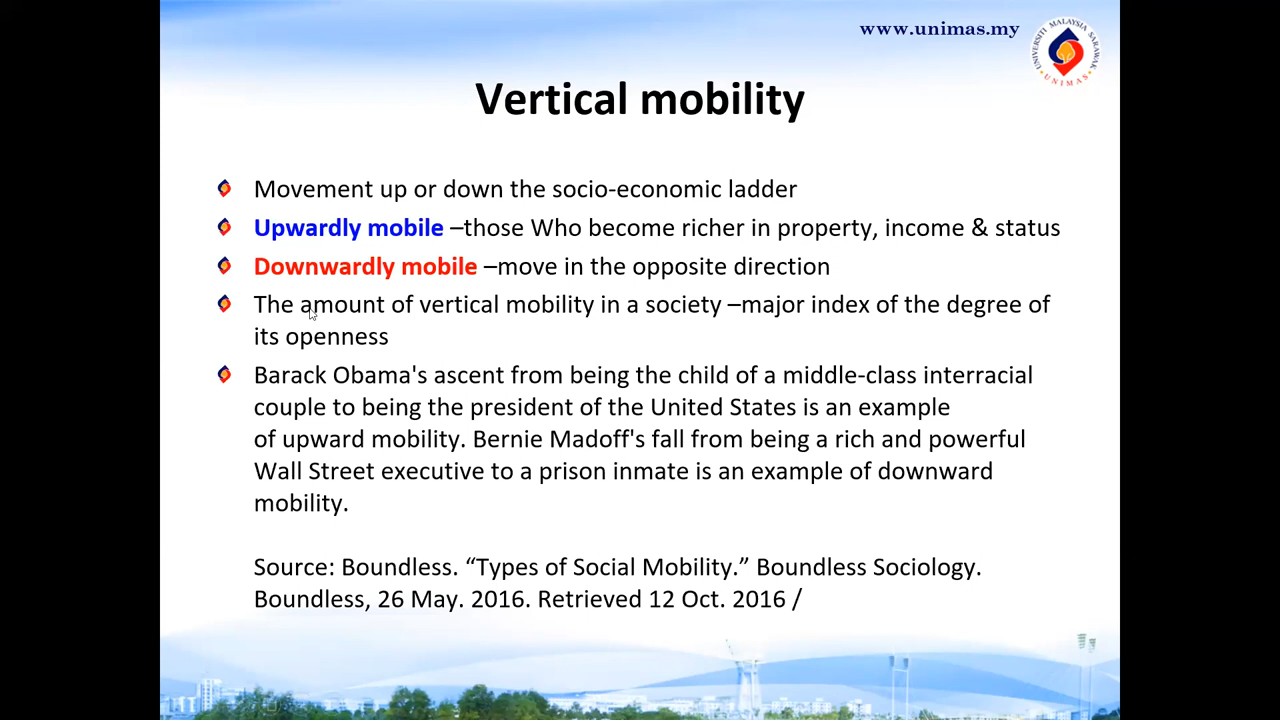 www.unimas.my
UNIVERSITI MALAYSIA SARAWAK
UNIMAS
Vertical mobility
Movement up or down the socio-economic ladder
Upwardly mobile –those Who become richer in property, income & status
Downwardly mobile –move in the opposite direction
The amount of vertical mobility in a society –major index of the degree of
its openness
Barack Obama's ascent from being the child of a middle-class interracial
couple to being the president of the United States is an example
of upward mobility. Bernie Madoff's fall from being a rich and powerful
Wall Street executive to a prison inmate is an example of downward
mobility.
Source: Boundless. “Types of Social Mobility.” Boundless Sociology.
Boundless, 26 May. 2016. Retrieved 12 Oct. 2016 /